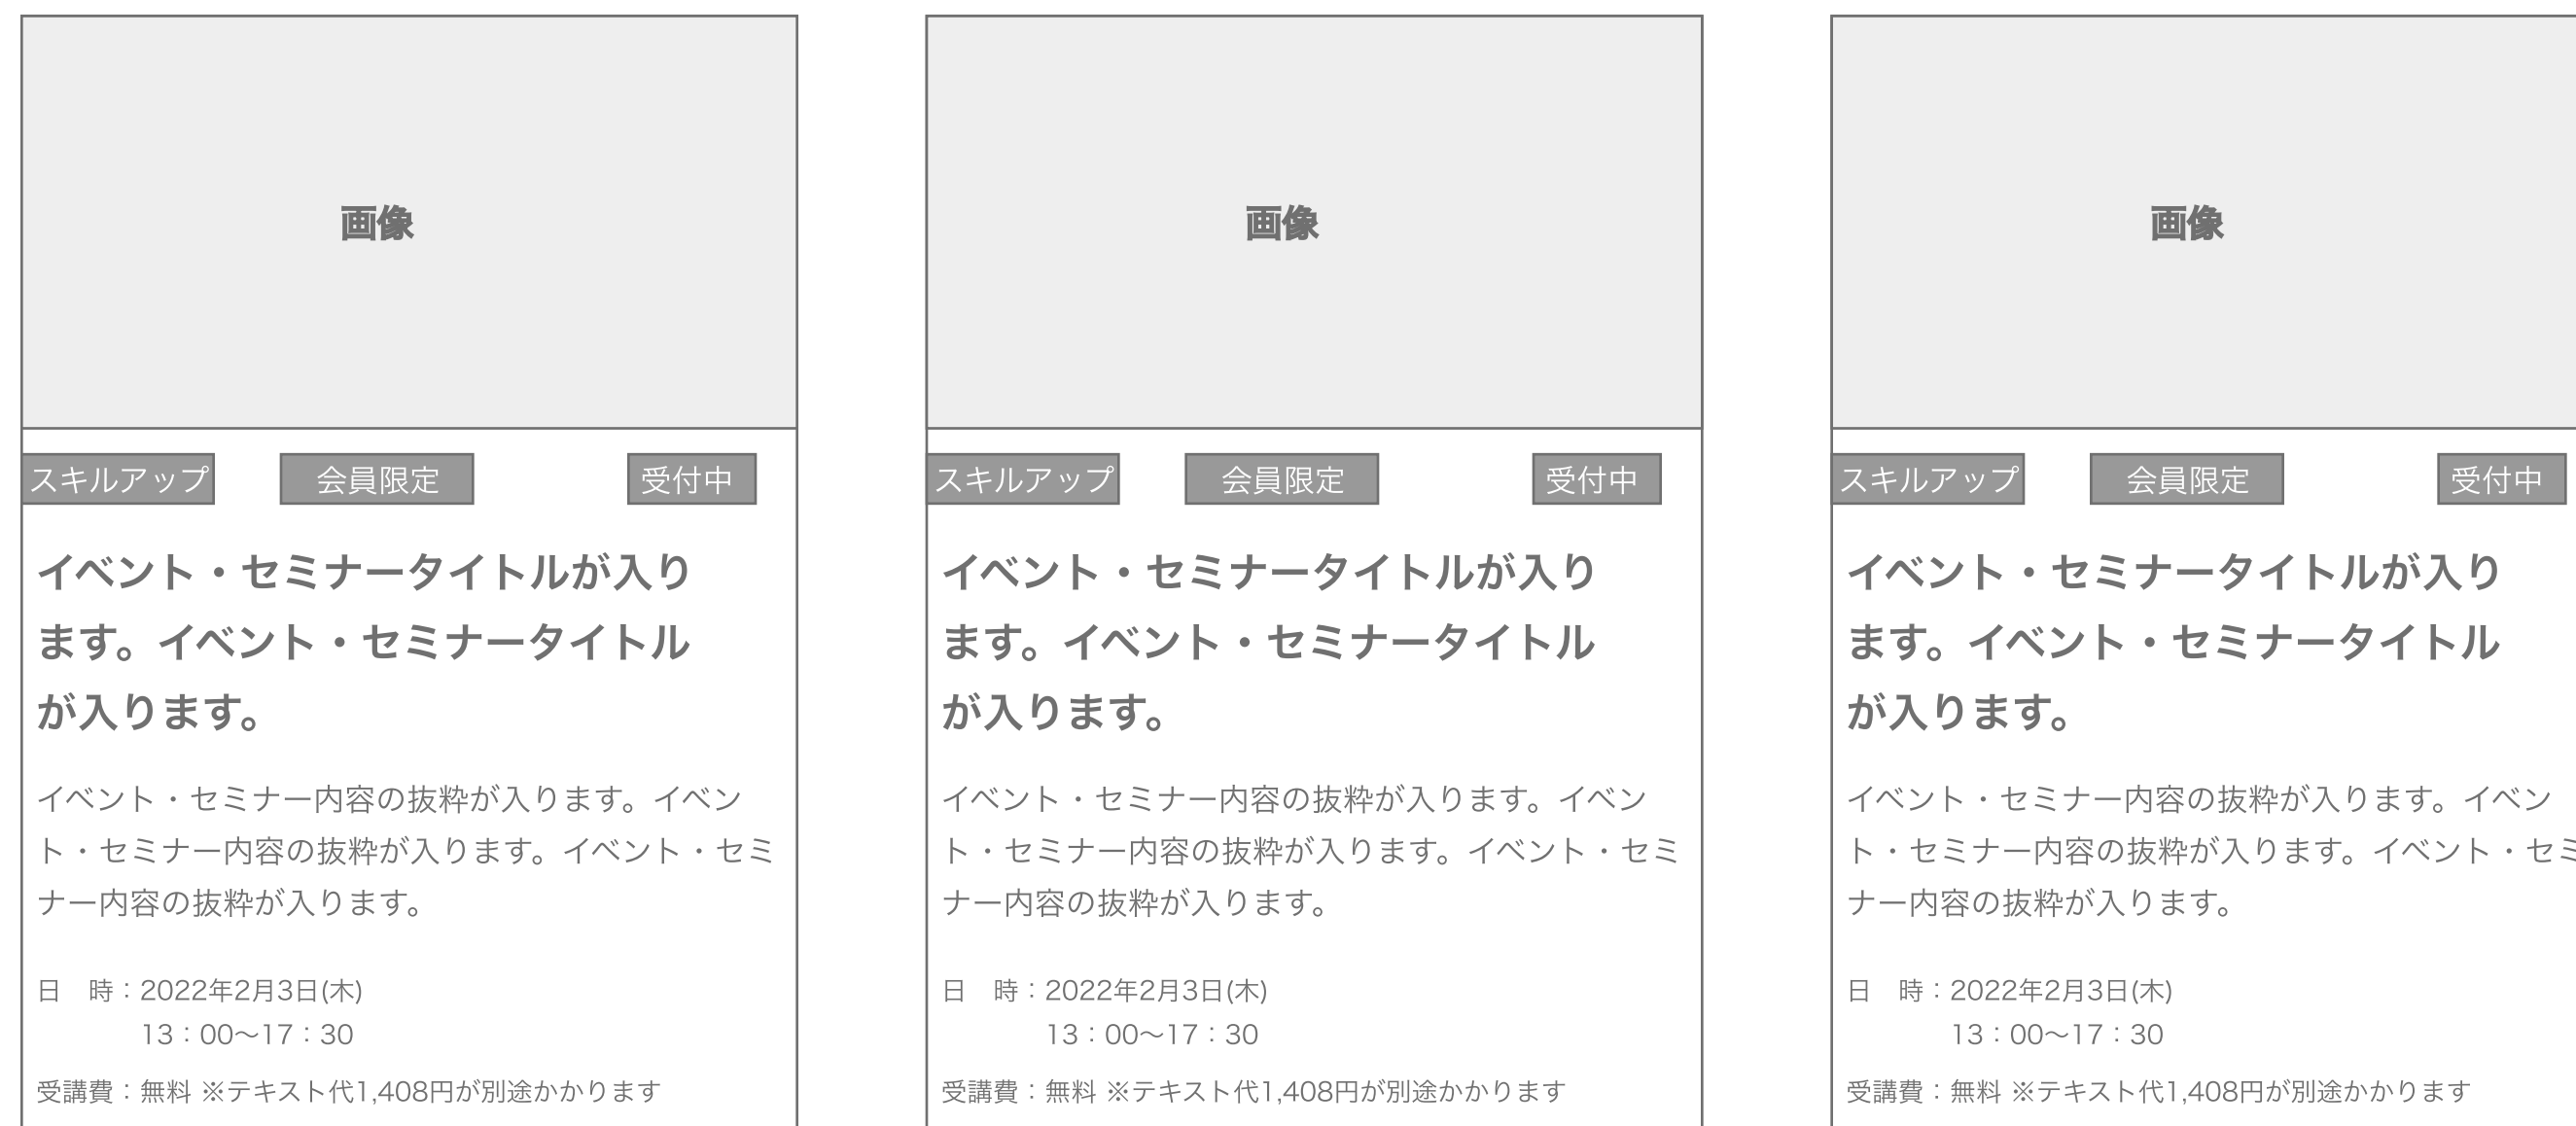 画像
スキルアップ 会員限定 受付中
イベント・セミナータイトルが入り
ます。イベント・セミナータイトル
が入ります。
イベント・セミナー内容の抜粋が入ります。イベン
ト・セミナー内容の抜粋が入ります。イベント・セミ
ナー内容の抜粋が入ります。
日　時：2022年2月3日(木)
13：00〜17：30
受講費：無料 ※テキスト代1,408円が別途かかります
画像
スキルアップ 会員限定 受付中
イベント・セミナータイトルが入り
ます。イベント・セミナータイトル
が入ります。
イベント・セミナー内容の抜粋が入ります。イベン
ト・セミナー内容の抜粋が入ります。イベント・セミ
ナー内容の抜粋が入ります。
日　時：2022年2月3日(木)
13：00〜17：30
受講費：無料 ※テキスト代1,408円が別途かかります
画像
スキルアップ 会員限定 受付中
イベント・セミナータイトルが入り
ます。イベント・セミナータイトル
が入ります。
イベント・セミナー内容の抜粋が入ります。イベン
ト・セミナー内容の抜粋が入ります。イベント・セミ
ナー内容の抜粋が入ります。
日　時：2022年2月3日(木)
13：00〜17：30
受講費：無料 ※テキスト代1,408円が別途かかります